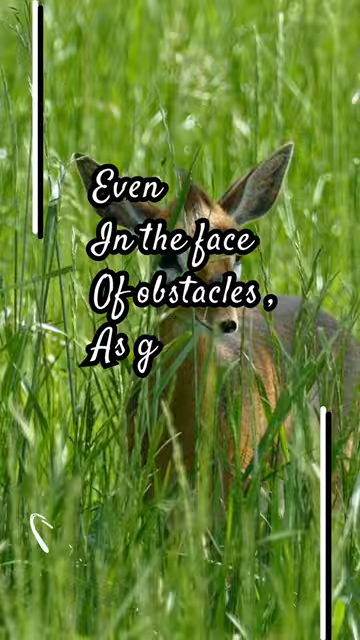 Even
In the face
Of obstacles ,
As g